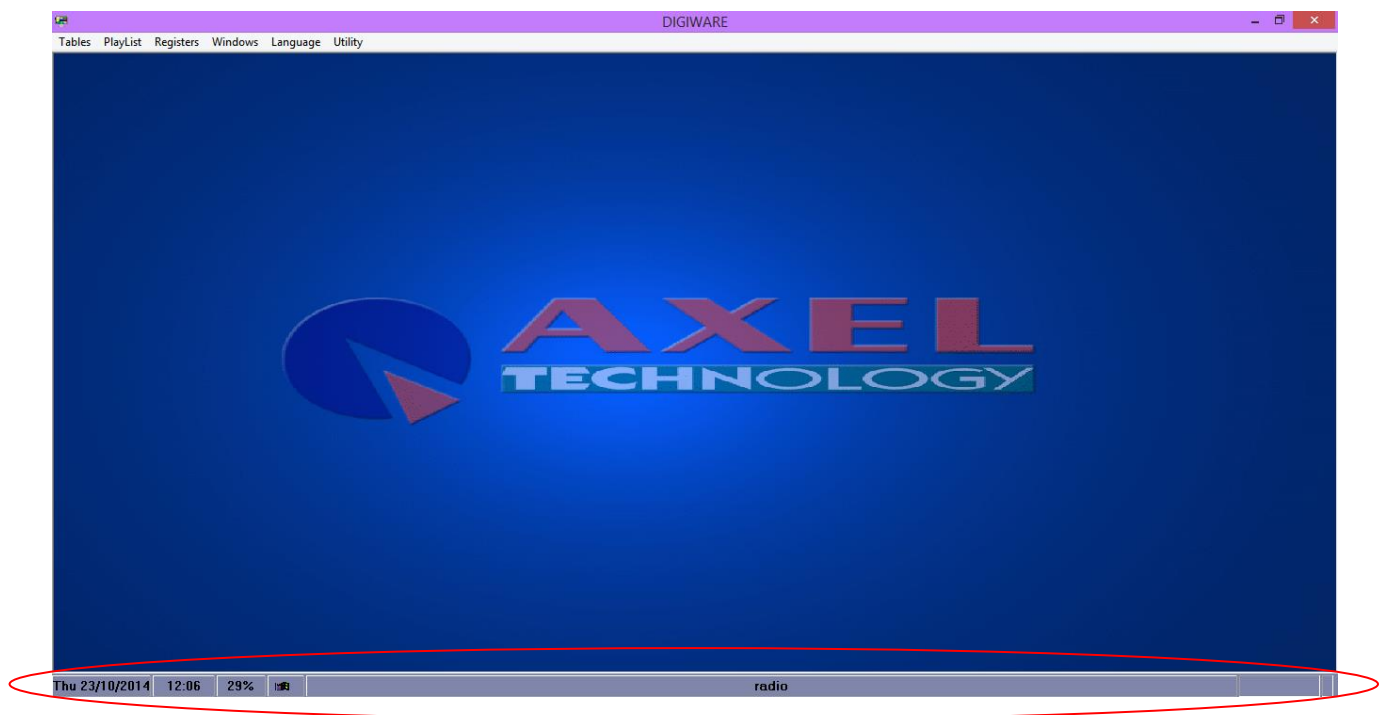 DIGIWARE
Tables PlayList Registers Windows Language Utility
AXEL
TECHNOLOGY
Thu 23/10/2014 12:06 29% radio